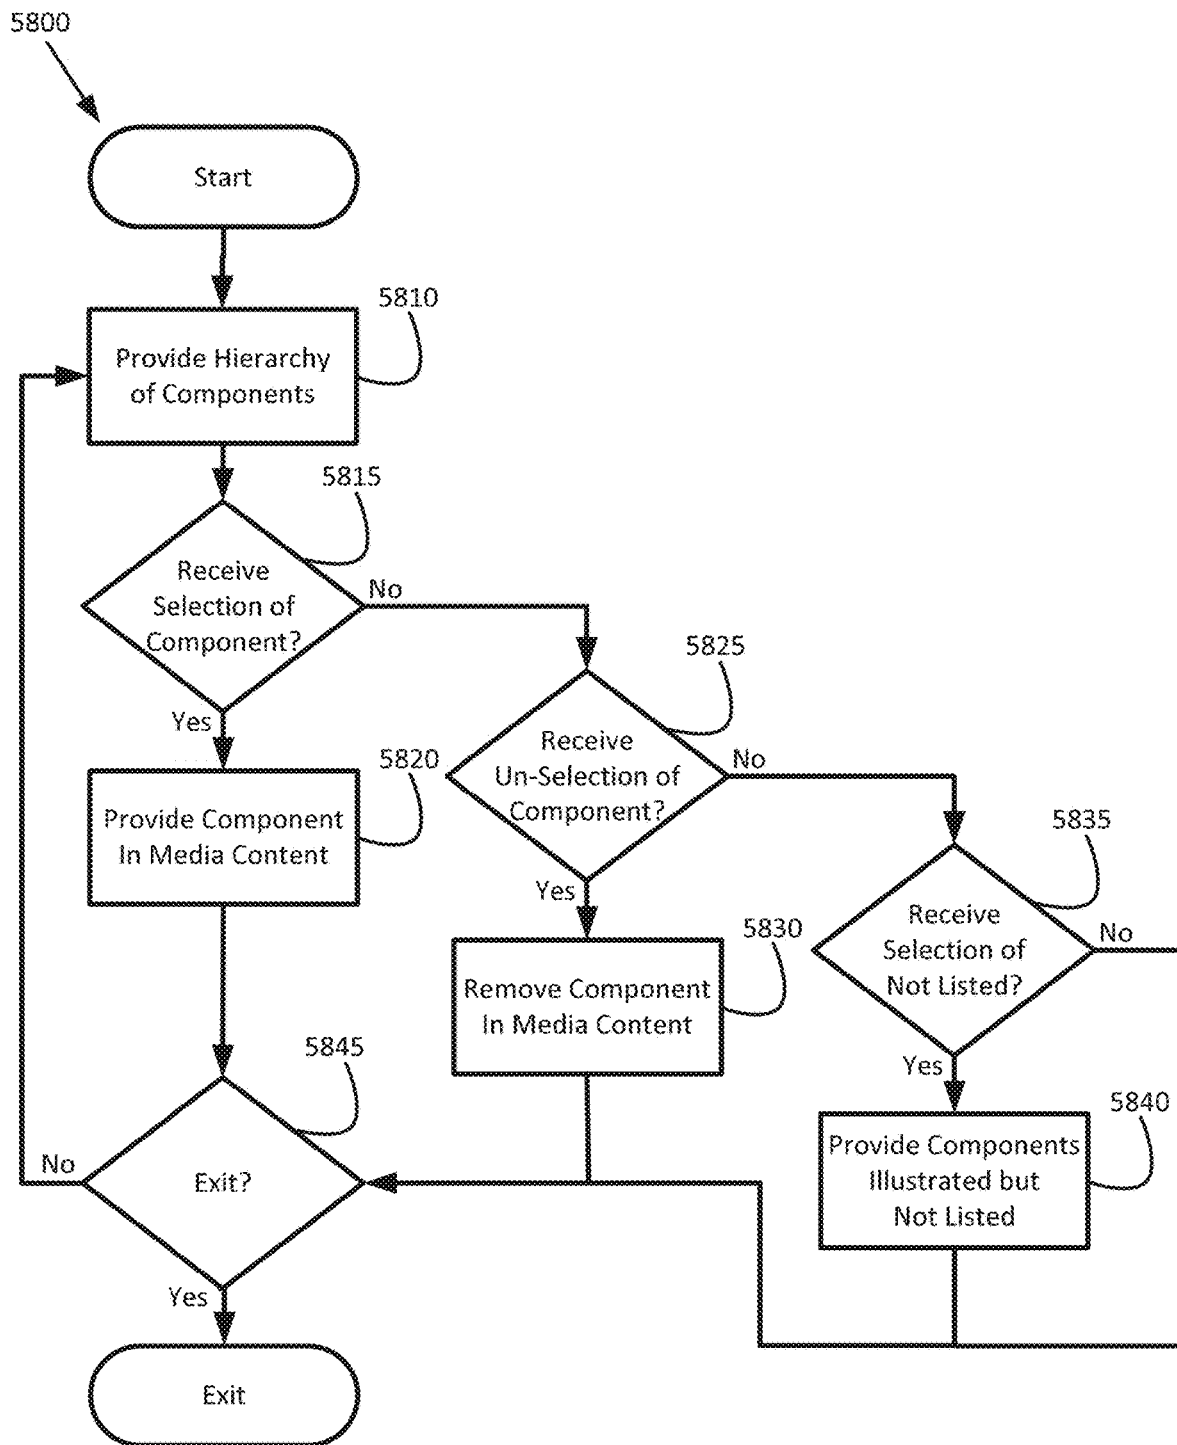 5800
Start
5810
Provide Hierarchy
of Components
5815
Receive
Selection of
Component?
No
Yes
5825
Receive
Un-Selection of
Component?
No
Yes
5820
Provide Component
In Media Content
5835
Receive
Selection of
Not Listed?
No
Yes
5830
Remove Component
In Media Content
5845
Exit?
No
Yes
5840
Provide Components
Illustrated but
Not Listed
Exit